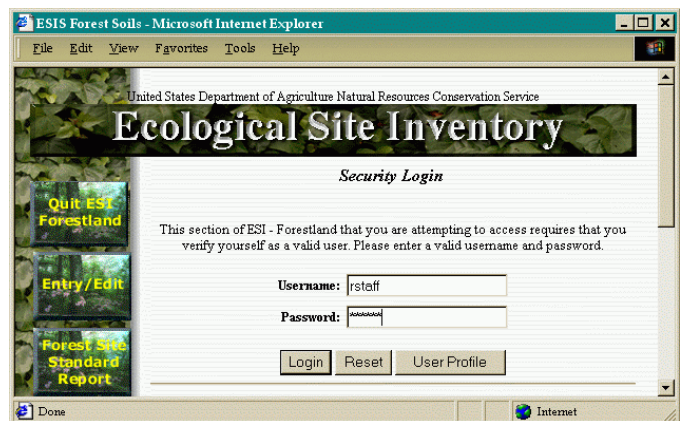 ESIS Forest Soils - Microsoft Internet Explorer
File Edit View Favorites Tools Help
United States Department of Agriculture Natural Resources Conservation Service
Ecological Site Inventory
Security Login
Quit ESI
Forestland
This section of ESI - Forestland that you are attempting to access requires that you
verify yourself as a valid user. Please enter a valid username and password.
Entry/Edit
Username: rstaff
Password: *******
Forest Site
Standard
Report
Login Reset User Profile
Done Internet